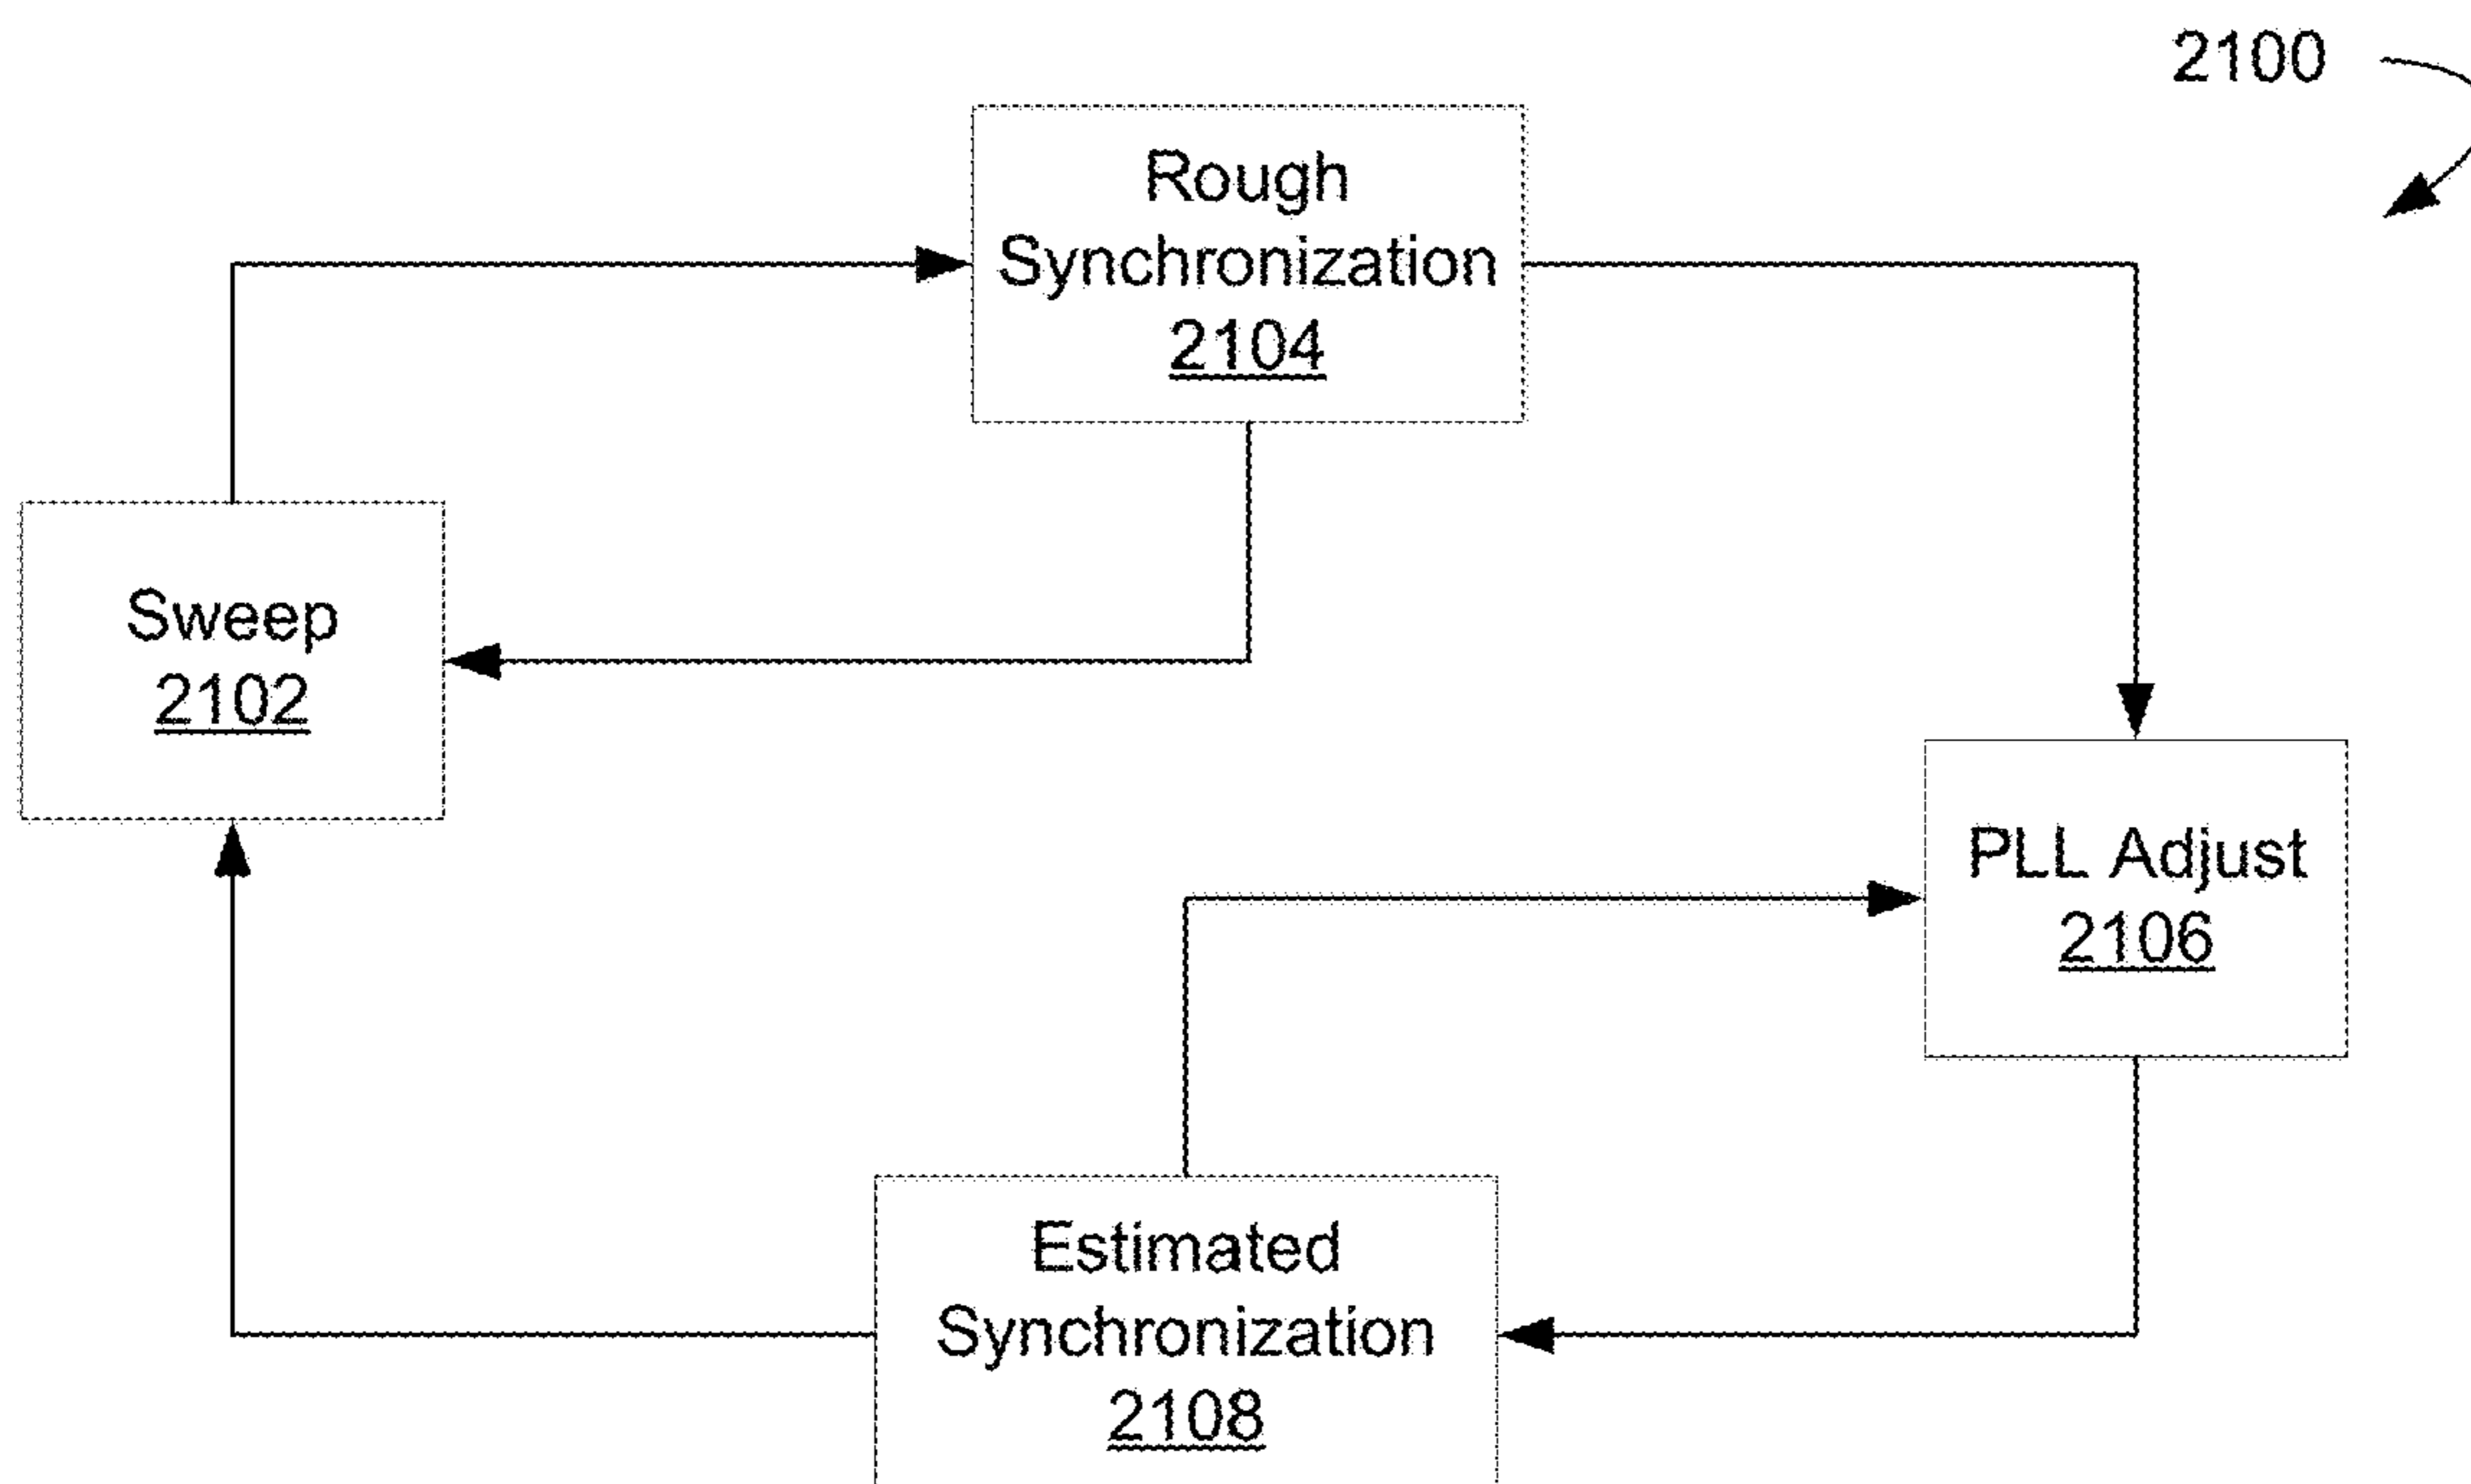 2100
Rough
Synchronization
2104
Sweep
2102
PLL Adjust
2106
Estimated
Synchronization
2108